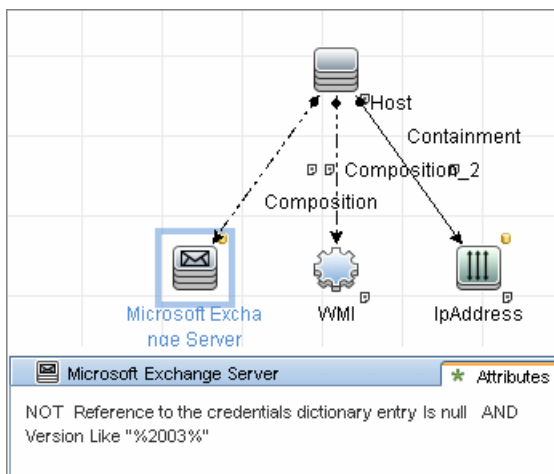 Host
Containment
Composition_2
Composition
Microsoft Excha
nge Server
WMI
IpAddress
Microsoft Exchange Server
Attributes
NOT Reference to the credentials dictionary entry Is null AND
Version Like "%2003%"